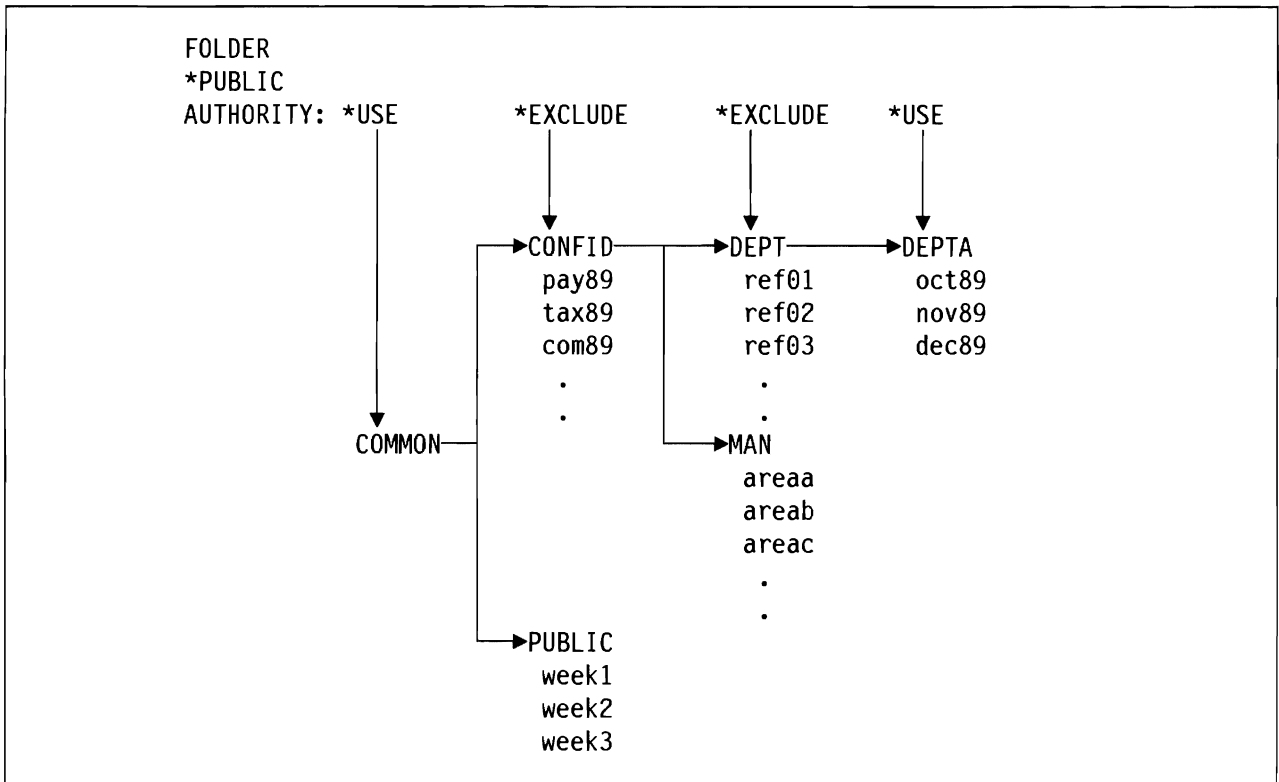 FOLDER
*PUBLIC
AUTHORITY: *USE *EXCLUDE *EXCLUDE *USE
CONFID DEPT DEPTA
pay89 ref01 oct89
tax89 ref02 nov89
com89 ref03 dec89
. .
. .
COMMON MAN
areaa
areab
areac
.
.
PUBLIC
week1
week2
week3